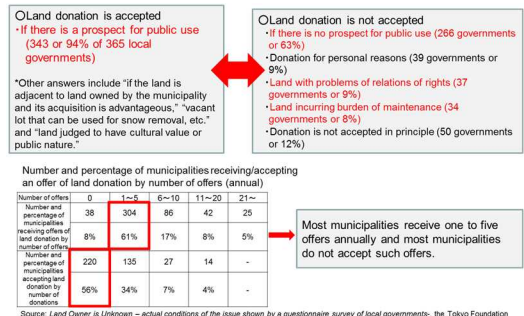 ○Land donation is accepted
・If there is a prospect for public use
(343 or 94% of 365 local
governments)
*Other answers include “if the land is
adjacent to land owned by the municipality
and its acquisition is advantageous,” “vacant
lot that can be used for snow removal, etc.”
and “land judged to have cultural value or
public nature.”
○Land donation is not accepted
・If there is no prospect for public use (266 governments
or 63%)
・Donation for personal reasons (39 governments or
9%)
・Land with problems of relations of rights (37
governments or 9%)
・Land incurring burden of maintenance (34
governments or 8%)
・Donation is not accepted in principle (50 governments
or 12%)
Number and percentage of municipalities receiving/accepting
an offer of land donation by number of offers (annual)
Number of offers 0 1～5 6～10 11～20 21～
Number and
percentage of
municipalities
receiving offers of
land donation by
number of offers
38 304 86 42 25
8% 61% 17% 8% 5%
Number and
percentage of
municipalities
accepting land
donation by
number of
donations
220 135 27 14 -
56% 34% 7% 4% -
Most municipalities receive one to five
offers annually and most municipalities
do not accept such offers.
Source: Land Owner is Unknown – actual conditions of the issue shown by a questionnaire survey of local governments-, the Tokyo Foundation